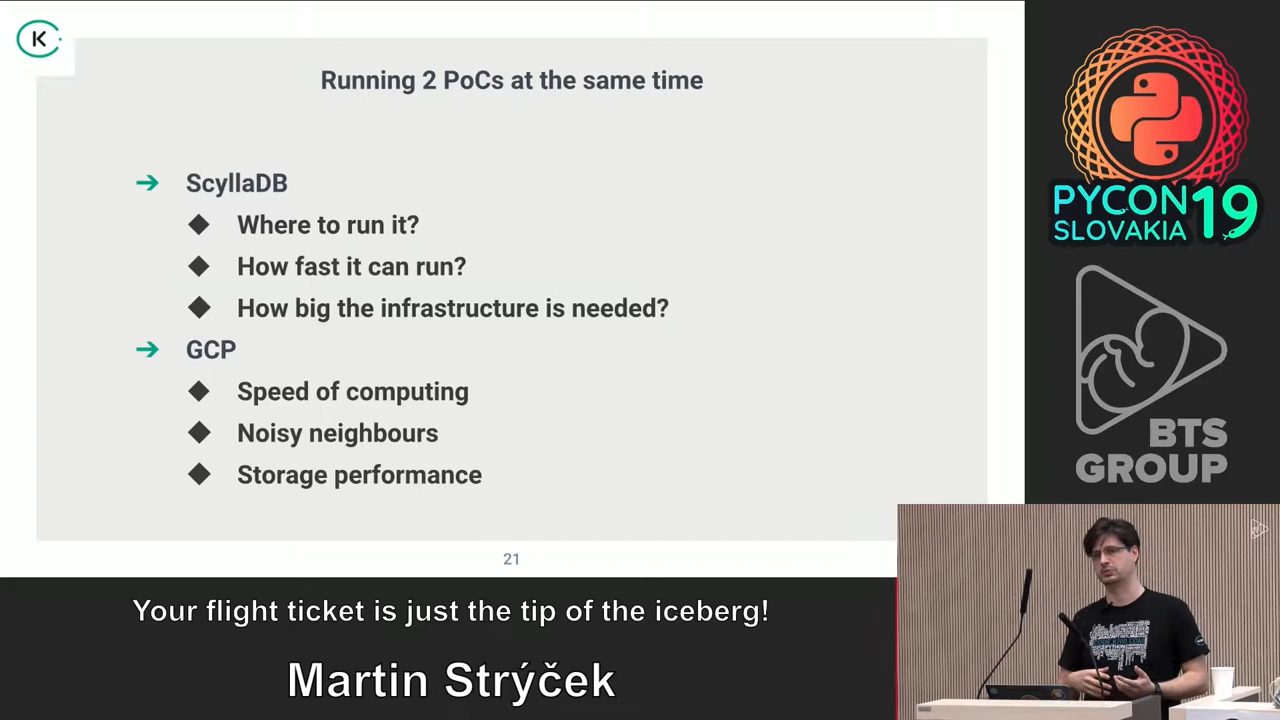 K
Running 2 PoCs at the same time
➔ ScyllaDB
◆ Where to run it?
◆ How fast it can run?
◆ How big the infrastructure is needed?
➔ GCP
◆ Speed of computing
◆ Noisy neighbours
◆ Storage performance
21
PYCON
SLOVAKIA
19
BTS
GROUP
Your flight ticket is just the tip of the iceberg!
Martin Strýček